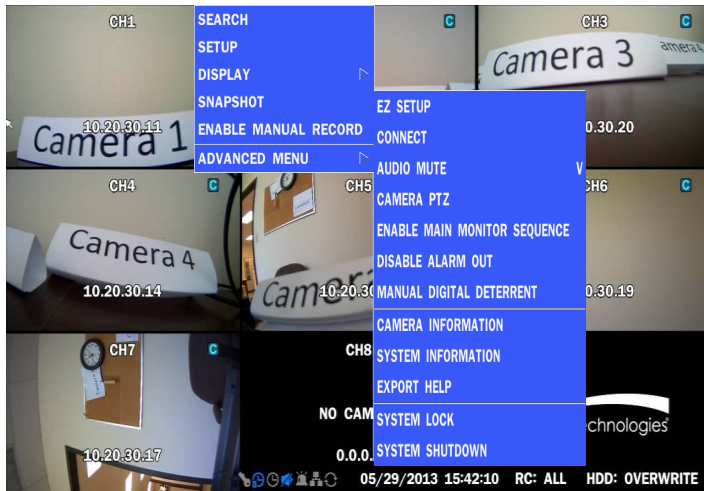 CH1
SEARCH
SETUP
DISPLAY
SNAPSHOT
ENABLE MANUAL RECORD
ADVANCED MENU
C
CH3
Camera 3
amera4
10.20.30.11
Camera 1
.30.20
EZ SETUP
CONNECT
AUDIO MUTE V
CAMERA PTZ
ENABLE MAIN MONITOR SEQUENCE
DISABLE ALARM OUT
MANUAL DIGITAL DETERRENT
CAMERA INFORMATION
SYSTEM INFORMATION
EXPORT HELP
SYSTEM LOCK
SYSTEM SHUTDOWN
CH4 C
Camera 4
10.20.30.14
CH5
Camer
10.20.30
CH6 C
.30.19
CH7 C
10.20.30.17
CH8
NO CAM
0.0.0.
echnologies
05/29/2013 15:42:10 RC: ALL HDD: OVERWRITE